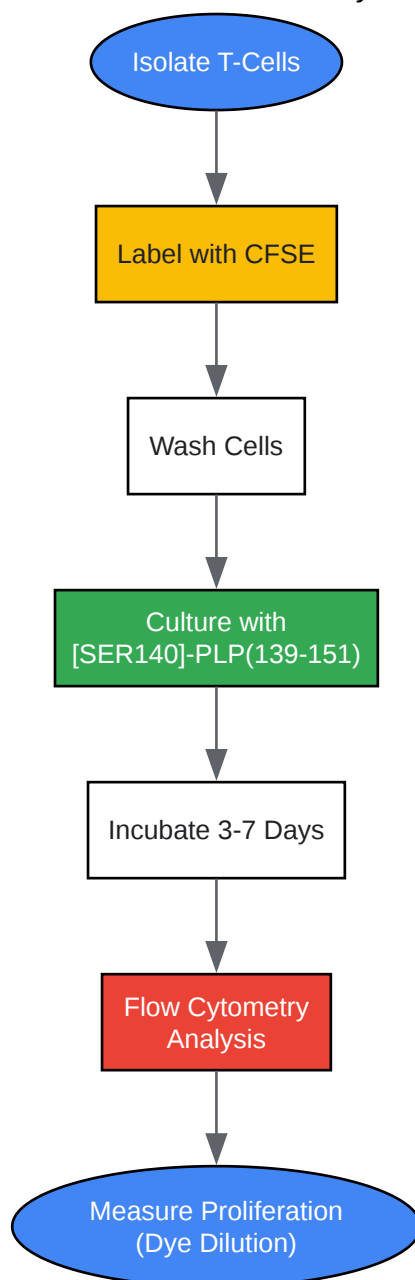 Isolate T-Cells
Label with CFSE
Wash Cells
Culture with
[SER140]-PLP(139-151)
Incubate 3-7 Days
Flow Cytometry
Analysis
Measure Proliferation
(Dye Dilution)